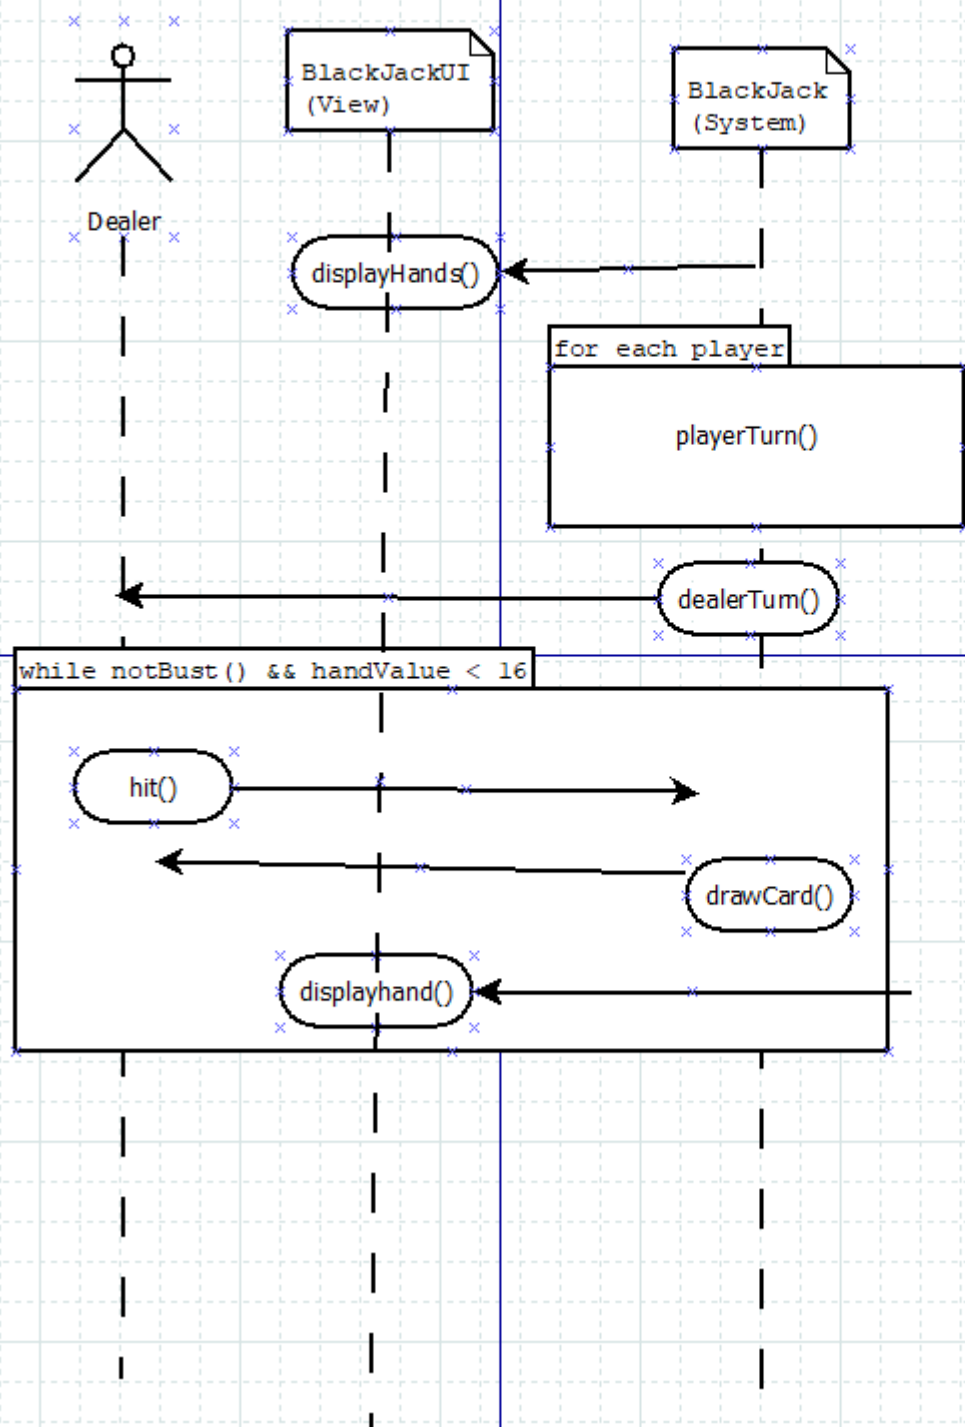 BlackJackUI
(View)
BlackJack
(System)
Dealer
displayHands()
for each player
playerTurn()
dealerTurn()
while notBust() && handValue < 16
hit()
drawCard()
displayhand()